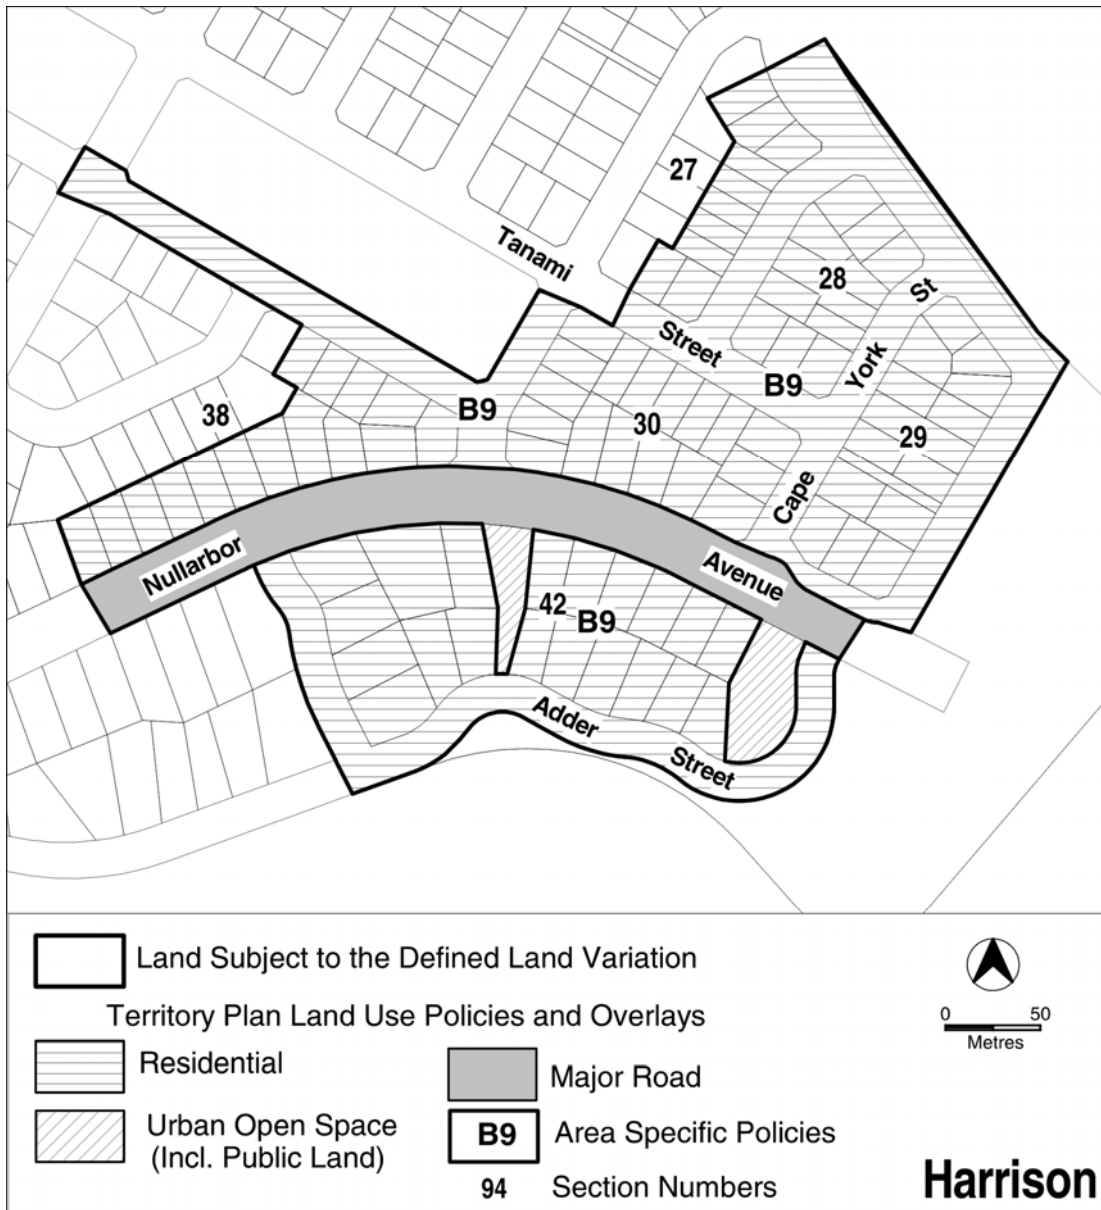 27
Tanami
28
St
Street
York
B9
38
B9
30
29
Cape
Nullarbor
Avenue
42
B9
Adder
Street
Land Subject to the Defined Land Variation
Territory Plan Land Use Policies and Overlays
0 50
Metres
Residential
Major Road
Urban Open Space
(Incl. Public Land)
B9 Area Specific Policies
94 Section Numbers
Harrison